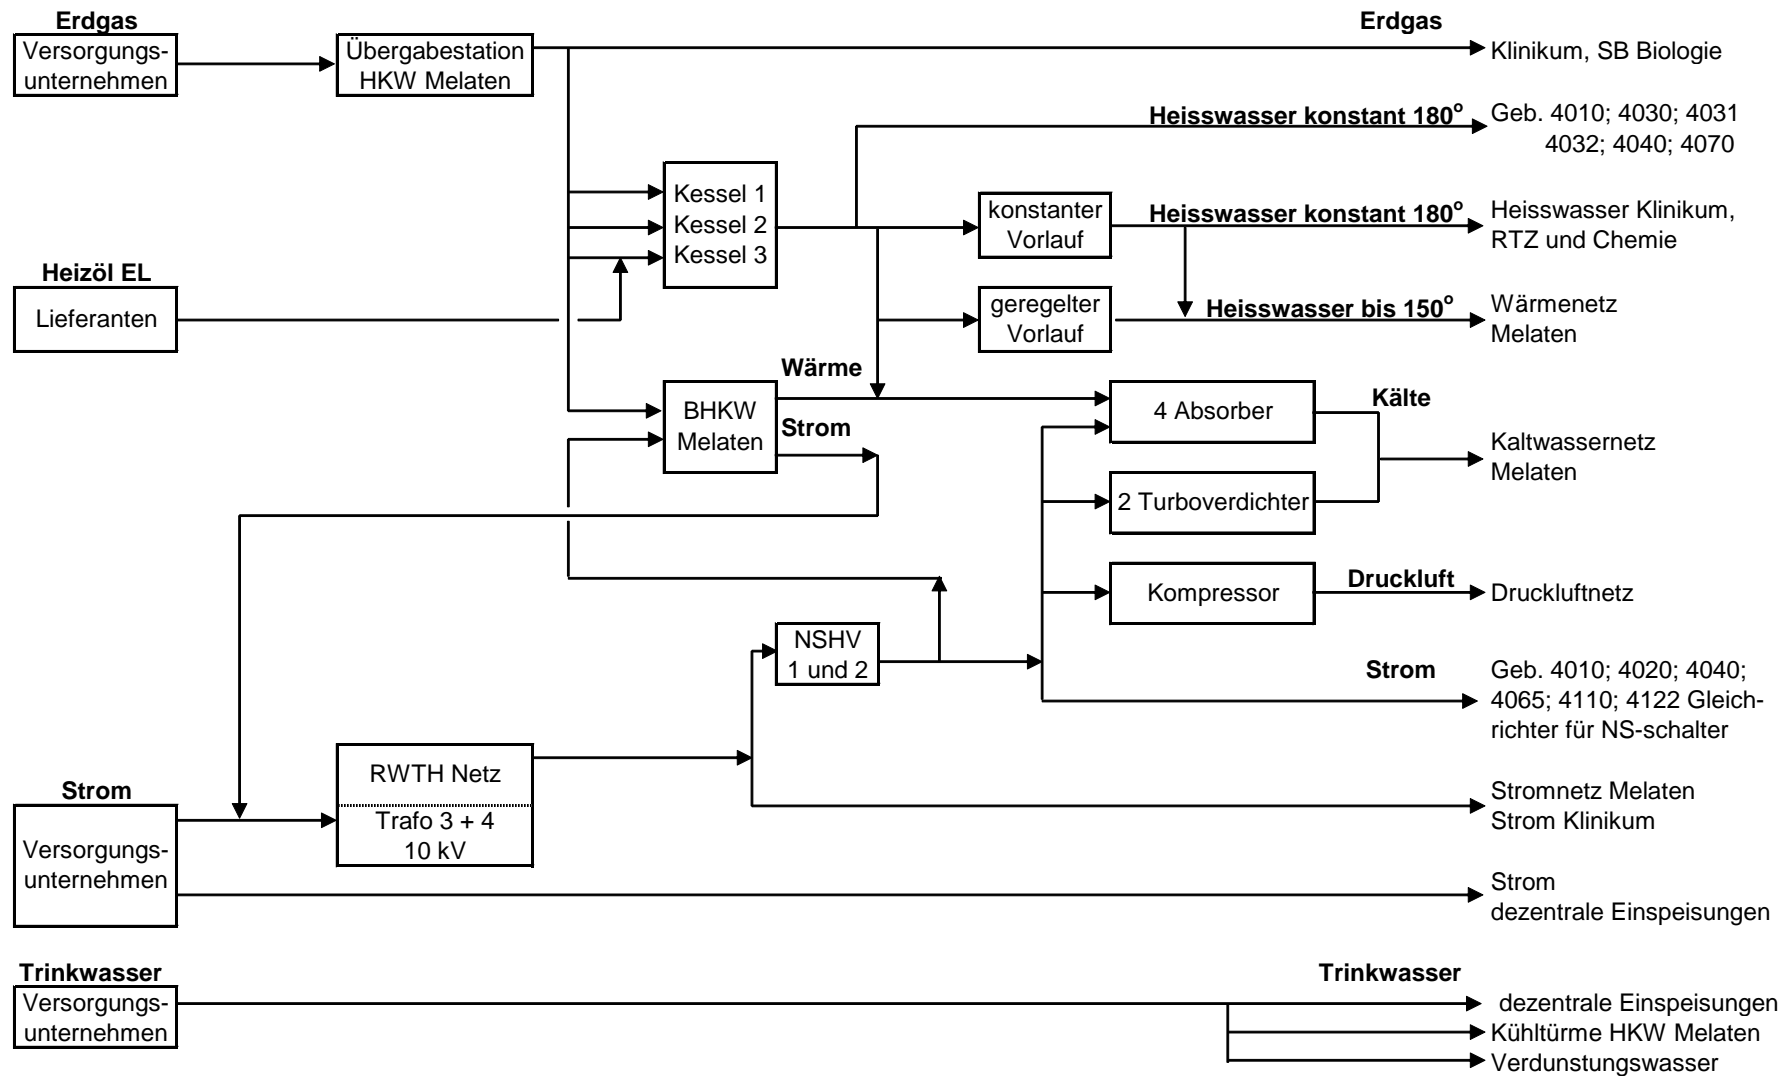 Erdgas
Versorgungs-
unternehmen
Übergabestation
HKW Melaten
Erdgas
Klinikum, SB Biologie
Heisswasser konstant 180°
Geb. 4010; 4030; 4031
4032; 4040; 4070
Kessel 1
Kessel 2
Kessel 3
konstanter
Vorlauf
Heisswasser konstant 180°
Heisswasser Klinikum,
RTZ und Chemie
Heizöl EL
Lieferanten
geregelter
Vorlauf
Heisswasser bis 150°
Wärmenetz
Melaten
Wärme
BHKW
Melaten
Strom
4 Absorber
Kälte
Kaltwassernetz
Melaten
2 Turboverdichter
Kompressor
Druckluft
Druckluftnetz
NSHV
1 und 2
Strom
Geb. 4010; 4020; 4040;
4065; 4110; 4122 Gleich-
richter für NS-schalter
RWTH Netz
Trafo 3 + 4
10 kV
Strom
Versorgungs-
unternehmen
Stromnetz Melaten
Strom Klinikum
Strom
dezentrale Einspeisungen
Trinkwasser
Versorgungs-
unternehmen
Trinkwasser
dezentrale Einspeisungen
Kühltürme HKW Melaten
Verdunstungswasser